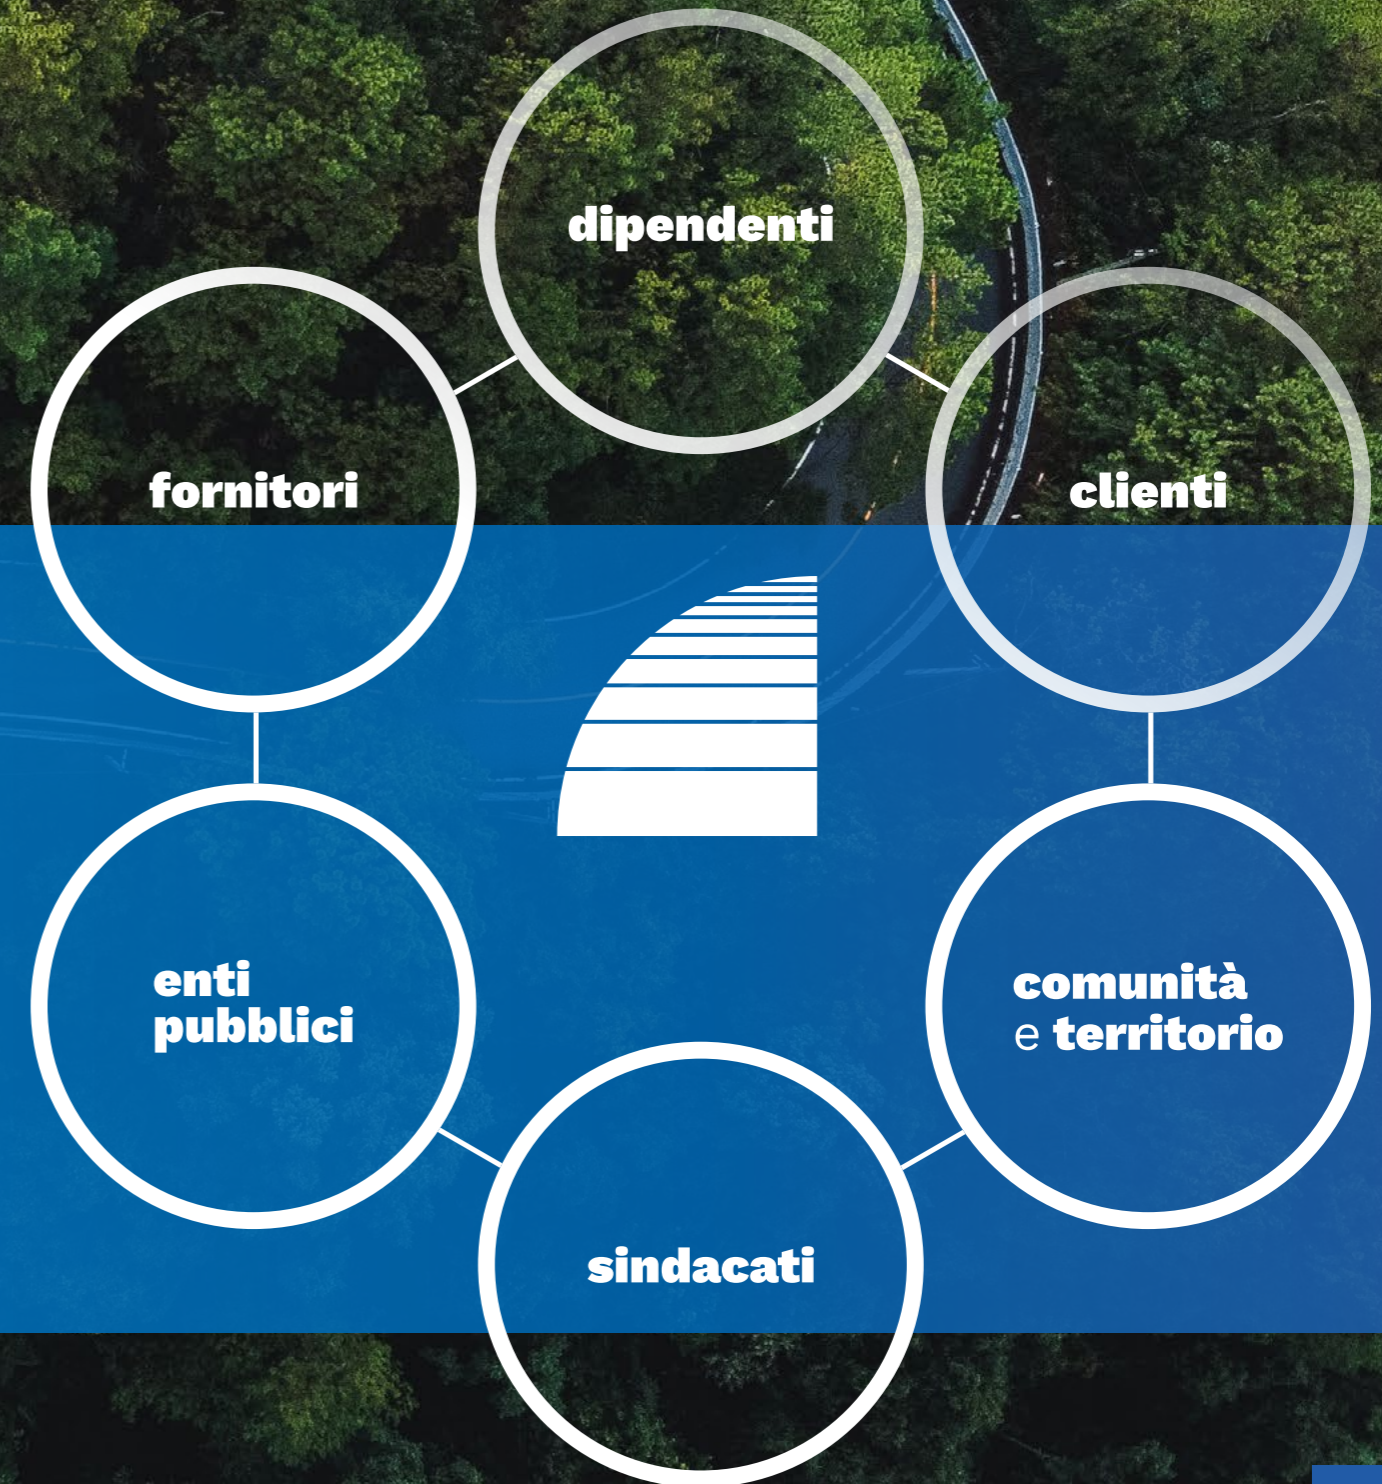 dipendenti
fornitori
clienti
enti
pubblici
comunità
e territorio
sindacati